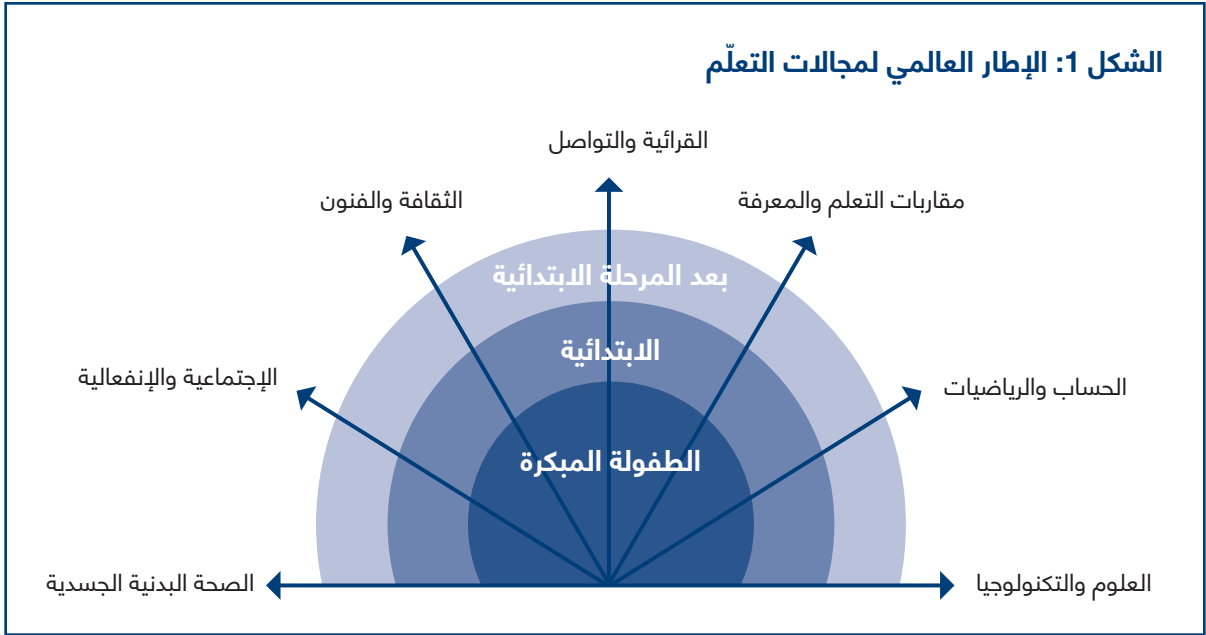 الشكل 1: الإطار العالمي لمجالات التعلّم
القرائية والتواصل
مقاربات التعلم والمعرفة
الثقافة والفنون
بعد المرحلة الابتدائية
الابتدائية
الحساب والرياضيات
الإجتماعية والإنفعالية
الطفولة المبكرة
العلوم والتكنولوجيا
الصحة البدنية الجسدية